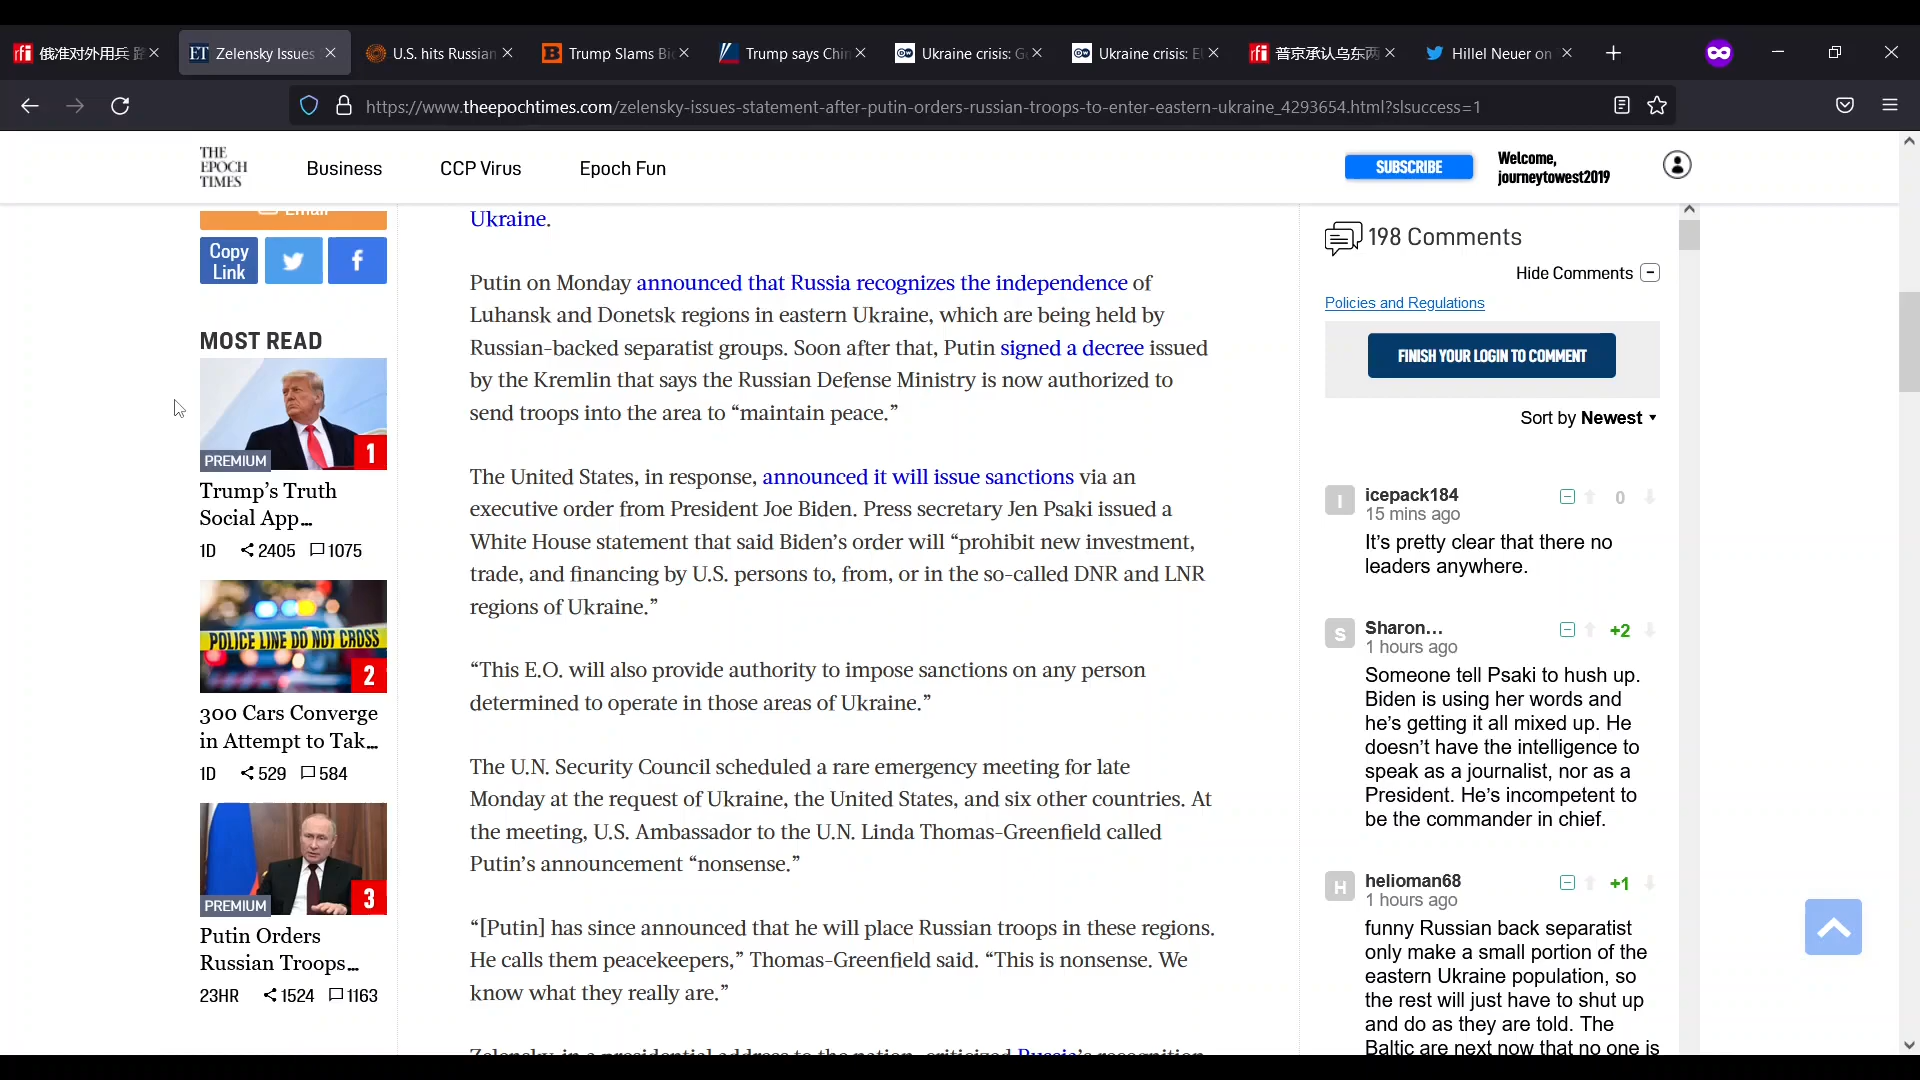 俄准对外用兵
Zelensky Issues
U.S. hits Russian
Trump Slams Bi
Trump says Chin
Ukraine crisis: G
Ukraine crisis: E
普京承认乌东两
Hillel Neuer on
https://www.theepochtimes.com/zelensky-issues-statement-after-putin-orders-russian-troops-to-enter-eastern-ukraine_4293654.html?slsuccess=1
THE
EPOCH
TIMES
Business
CCP Virus
Epoch Fun
SUBSCRIBE
Welcome,
journeytowest2019
Email
Copy
Link
MOST READ
PREMIUM
1
Trump's Truth
Social App...
1D 2405 1075
POLICE LINE DO NOT CROSS
2
300 Cars Converge
in Attempt to Tak...
1D 529 584
PREMIUM
3
Putin Orders
Russian Troops...
23HR 1524 1163
Ukraine.
Putin on Monday announced that Russia recognizes the independence of
Luhansk and Donetsk regions in eastern Ukraine, which are being held by
Russian-backed separatist groups. Soon after that, Putin signed a decree issued
by the Kremlin that says the Russian Defense Ministry is now authorized to
send troops into the area to “maintain peace.”
The United States, in response, announced it will issue sanctions via an
executive order from President Joe Biden. Press secretary Jen Psaki issued a
White House statement that said Biden’s order will “prohibit new investment,
trade, and financing by U.S. persons to, from, or in the so-called DNR and LNR
regions of Ukraine.”
“This E.O. will also provide authority to impose sanctions on any person
determined to operate in those areas of Ukraine.”
The U.N. Security Council scheduled a rare emergency meeting for late
Monday at the request of Ukraine, the United States, and six other countries. At
the meeting, U.S. Ambassador to the U.N. Linda Thomas-Greenfield called
Putin’s announcement “nonsense.”
“[Putin] has since announced that he will place Russian troops in these regions.
He calls them peacekeepers,” Thomas-Greenfield said. “This is nonsense. We
know what they really are.”
Zelensky, in a presidential address to the nation, criticized Russia’s recognition
198 Comments
Hide Comments
Policies and Regulations
FINISH YOUR LOGIN TO COMMENT
Sort by Newest
I
icepack184
0
15 mins ago
It’s pretty clear that there no
leaders anywhere.
S
Sharon...
+2
1 hours ago
Someone tell Psaki to hush up.
Biden is using her words and
he’s getting it all mixed up. He
doesn’t have the intelligence to
speak as a journalist, nor as a
President. He’s incompetent to
be the commander in chief.
H
helioman68
+1
1 hours ago
funny Russian back separatist
only make a small portion of the
eastern Ukraine population, so
the rest will just have to shut up
and do as they are told. The
Baltic are next now that no one is